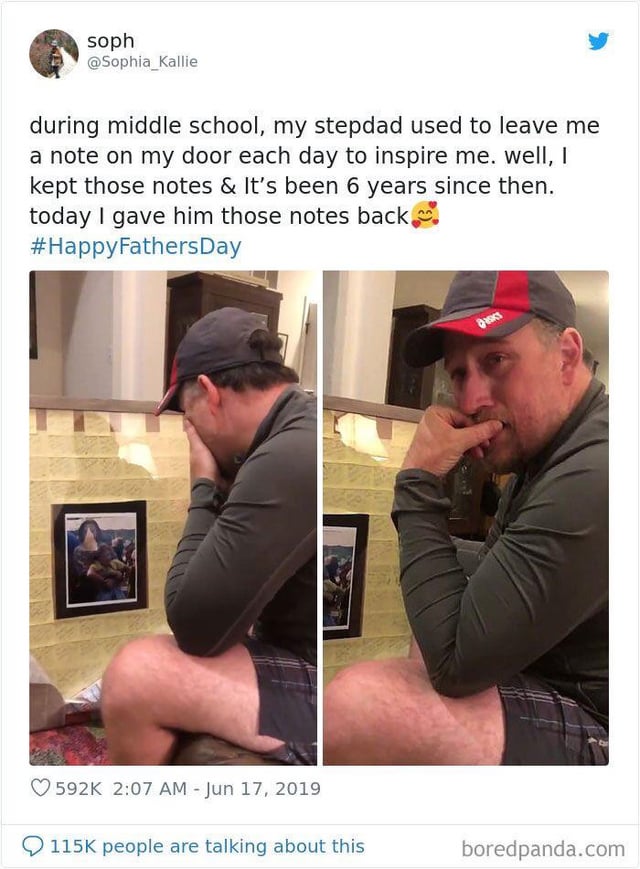 soph
@Sophia_Kallie
during middle school, my stepdad used to leave me
a note on my door each day to inspire me. well, I
kept those notes & It’s been 6 years since then.
today I gave him those notes back🥰
#HappyFathersDay
asics
592K 2:07 AM - Jun 17, 2019
115K people are talking about this
boredpanda.com